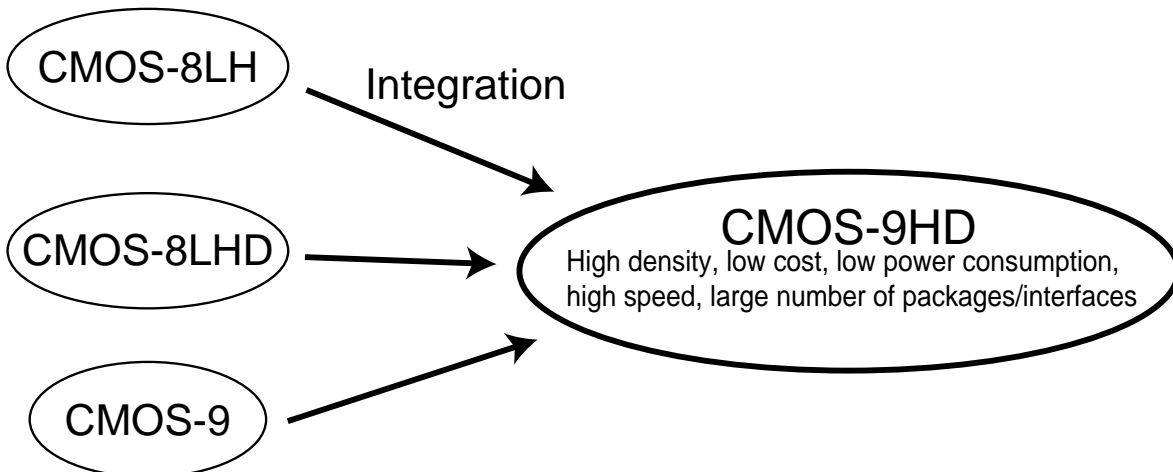 CMOS-8LH
Integration
CMOS-8LHD
CMOS-9HD
High density, low cost, low power consumption,
high speed, large number of packages/interfaces
CMOS-9